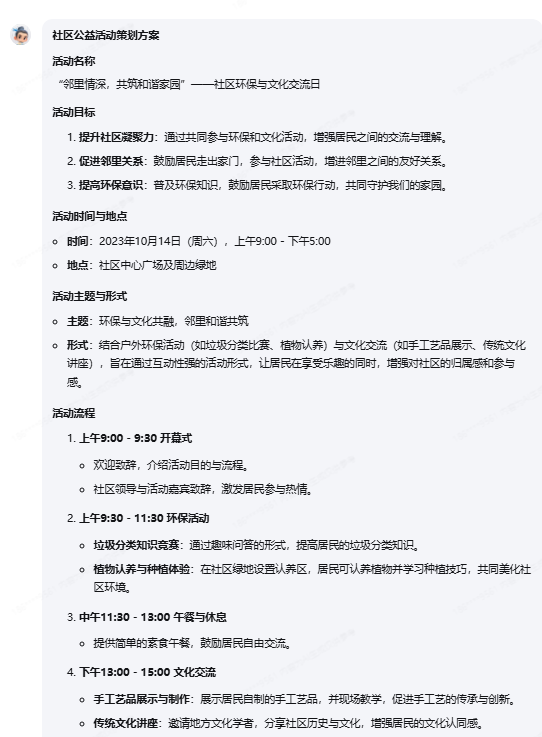 社区公益活动策划方案
活动名称
“邻里情深，共筑和谐家园”——社区环保与文化交流日
活动目标
1. 提升社区凝聚力：通过共同参与环保和文化活动，增强居民之间的交流与理解。
2. 促进邻里关系：鼓励居民走出家门，参与社区活动，增进邻里之间的友好关系。
3. 提高环保意识：普及环保知识，鼓励居民采取环保行动，共同守护我们的家园。
活动时间与地点
时间：2023年10月14日（周六），上午9:00 - 下午5:00
地点：社区中心广场及周边绿地
活动主题与形式
主题：环保与文化共融，邻里和谐共筑
形式：结合户外环保活动（如垃圾分类比赛、植物认养）与文化交流（如手工艺品展示、传统文化
讲座），旨在通过互动性强的活动形式，让居民在享受乐趣的同时，增强对社区的归属感和参与
感。
活动流程
1. 上午9:00 - 9:30 开幕式
欢迎致辞，介绍活动目的与流程。
社区领导与活动嘉宾致辞，激发居民参与热情。
2. 上午9:30 - 11:30 环保活动
垃圾分类知识竞赛：通过趣味问答的形式，提高居民的垃圾分类知识。
植物认养与种植体验：在社区绿地设置认养区，居民可认养植物并学习种植技巧，共同美化社
区环境。
3. 中午11:30 - 13:00 午餐与休息
提供简单的素食午餐，鼓励居民自由交流。
4. 下午13:00 - 15:00 文化交流
手工艺品展示与制作：展示居民自制的手工艺品，并现场教学，促进手工艺的传承与创新。
传统文化讲座：邀请地方文化学者，分享社区历史与文化，增强居民的文化认同感。